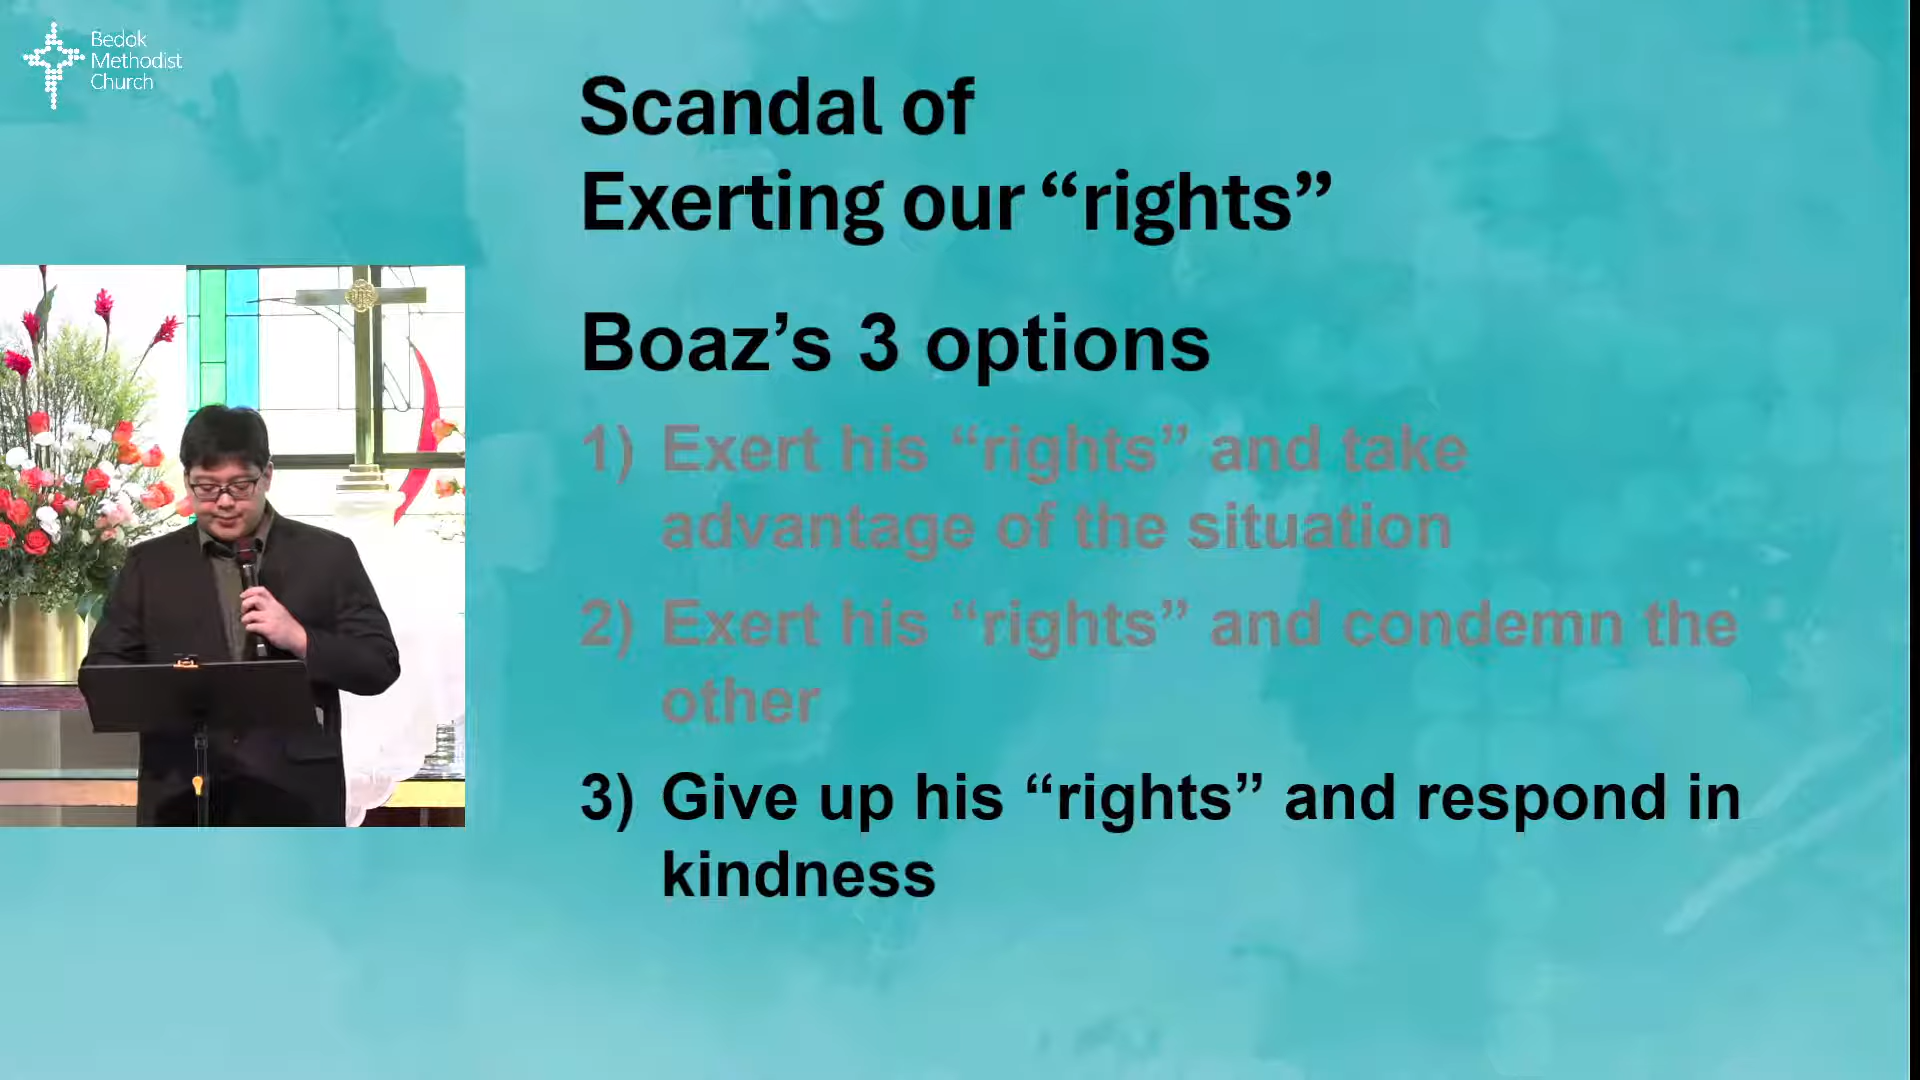 Bedok
Methodist
Church
Scandal of
Exerting our “rights”
Boaz’s 3 options
1) Exert his “rights” and take
advantage of the situation
2) Exert his “rights” and condemn the
other
3) Give up his “rights” and respond in
kindness